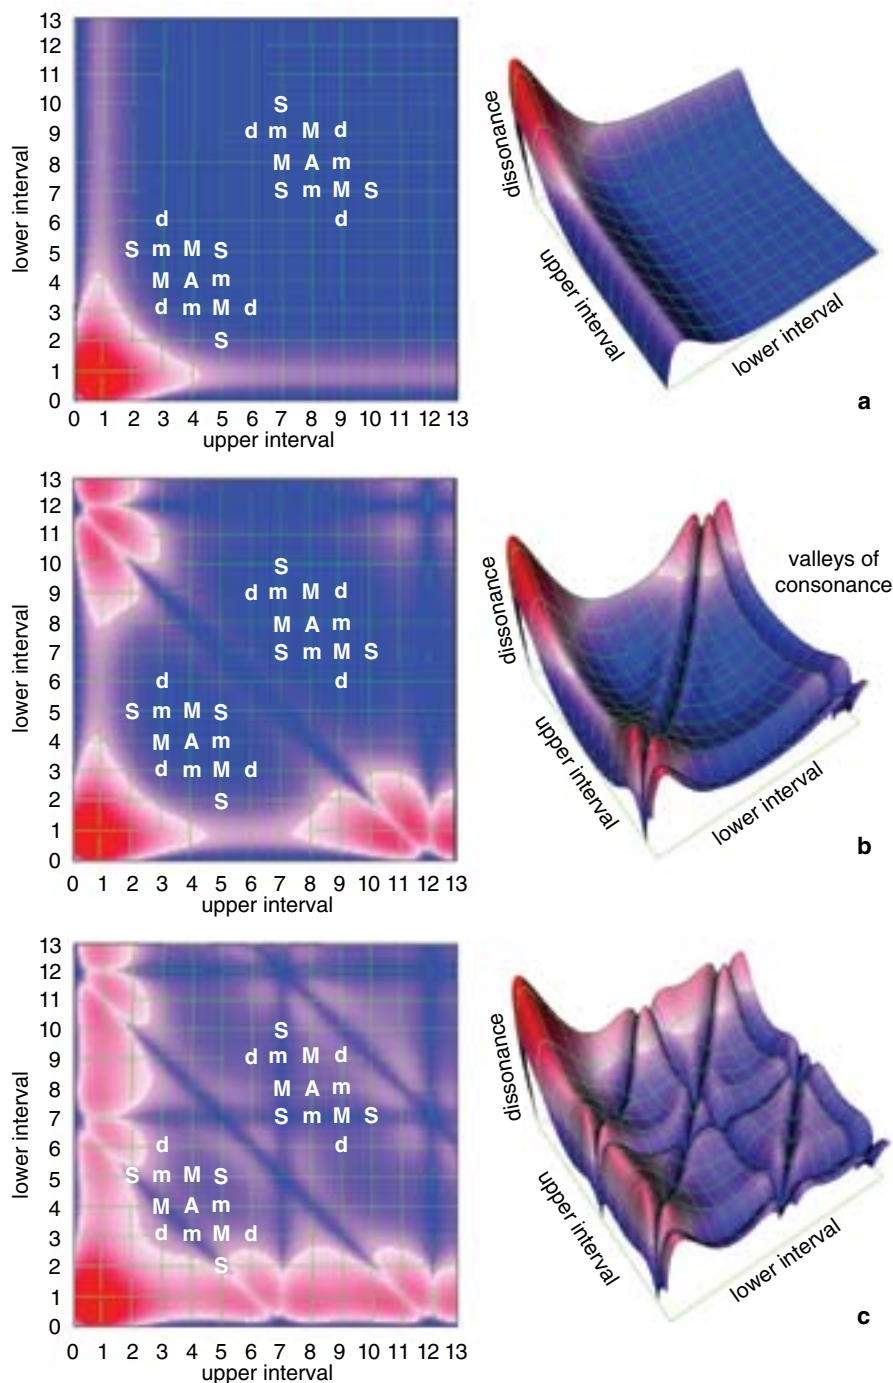 13
12
11
10
9
8
7
6
5
4
3
2
1
0
lower interval
S
d m M d
M A m
S m M S
d
d
S m M S
M A m
d m M d
S
0 1 2 3 4 5 6 7 8 9 10 11 12 13
upper interval
dissonance
upper interval
lower interval
a
13
12
11
10
9
8
7
6
5
4
3
2
1
0
lower interval
S
d m M d
M A m
S m M S
d
d
S m M S
M A m
d m M d
S
0 1 2 3 4 5 6 7 8 9 10 11 12 13
upper interval
dissonance
valleys of
consonance
upper interval
lower interval
b
13
12
11
10
9
8
7
6
5
4
3
2
1
0
lower interval
S
d m M d
M A m
S m M S
d
d
S m M S
M A m
d m M d
S
0 1 2 3 4 5 6 7 8 9 10 11 12 13
upper interval
dissonance
upper interval
lower interval
c